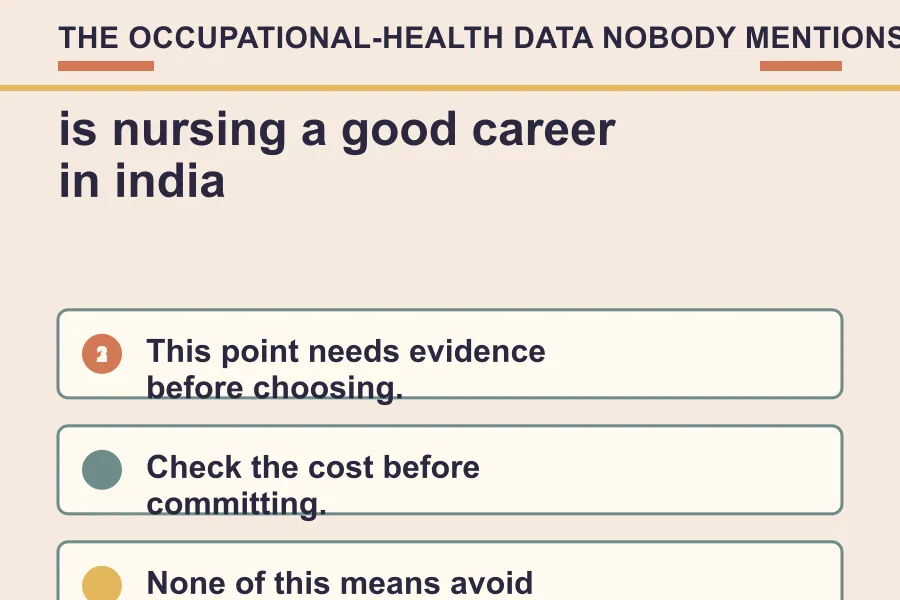 THE OCCUPATIONAL-HEALTH DATA NOBODY MENTIONS
is nursing a good career
in india
This point needs evidence
before choosing.
Check the cost before
committing.
None of this means avoid